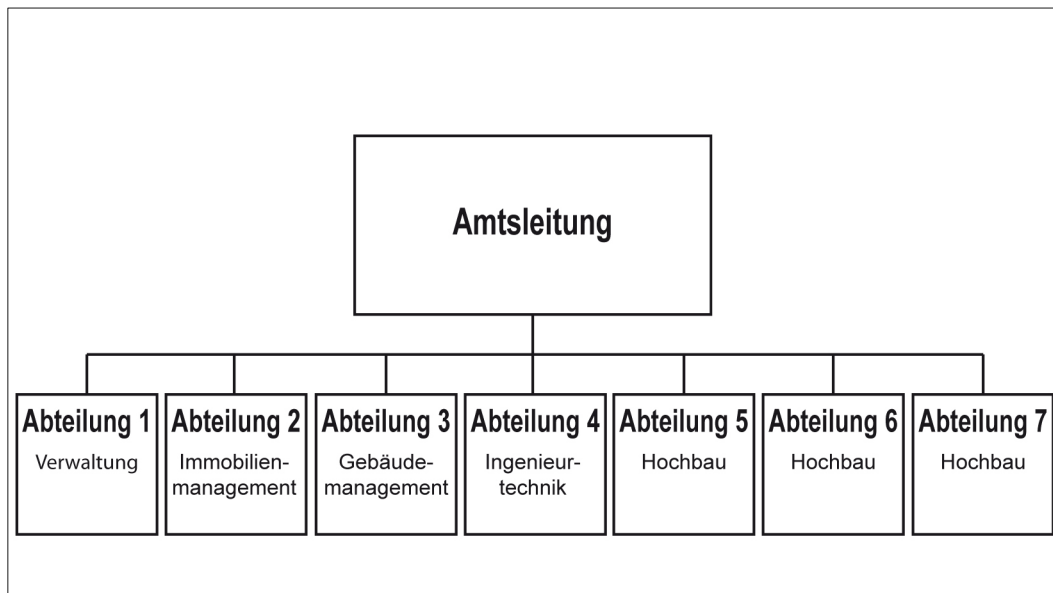 Amtsleitung
Abteilung 1
Verwaltung
Abteilung 2
Immobilien-
management
Abteilung 3
Gebäude-
management
Abteilung 4
Ingenieur-
technik
Abteilung 5
Hochbau
Abteilung 6
Hochbau
Abteilung 7
Hochbau